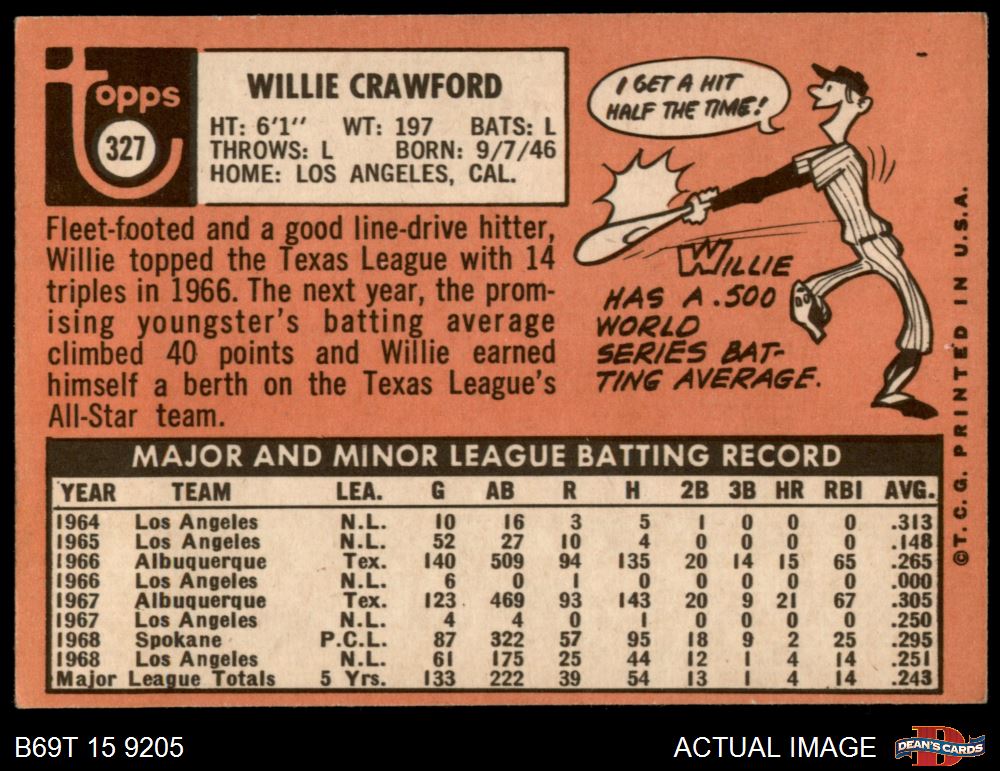 topps
327
WILLIE CRAWFORD
HT: 6'1" WT: 197 BATS: L
THROWS: L BORN: 9/7/46
HOME: LOS ANGELES, CAL.
Fleet-footed and a good line-drive hitter,
Willie topped the Texas League with 14
triples in 1966. The next year, the prom-
ising youngster's batting average
climbed 40 points and Willie earned
himself a berth on the Texas League's
All-Star team.
I GET A HIT
HALF THE TIME!
WILLIE
HAS A .500
WORLD
SERIES BAT-
TING AVERAGE.
©T. C. G. PRINTED IN U.S.A.
MAJOR AND MINOR LEAGUE BATTING RECORD
YEAR TEAM LEA. G AB R H 2B 3B HR RBI AVG.
1964 Los Angeles N.L. 10 16 3 5 1 0 0 0 .313
1965 Los Angeles N.L. 52 27 10 4 0 0 0 0 .148
1966 Albuquerque Tex. 140 509 94 135 20 14 15 65 .265
1966 Los Angeles N.L. 6 0 1 0 0 0 0 0 .000
1967 Albuquerque Tex. 123 469 93 143 20 9 21 67 .305
1967 Los Angeles N.L. 4 4 0 1 0 0 0 0 .250
1968 Spokane P.C.L. 87 322 57 95 18 9 2 25 .295
1968 Los Angeles N.L. 61 175 25 44 12 1 4 14 .251
Major League Totals 5 Yrs. 133 222 39 54 13 1 4 14 .243
B69T 15 9205
ACTUAL IMAGE
D
DEAN'S CARDS